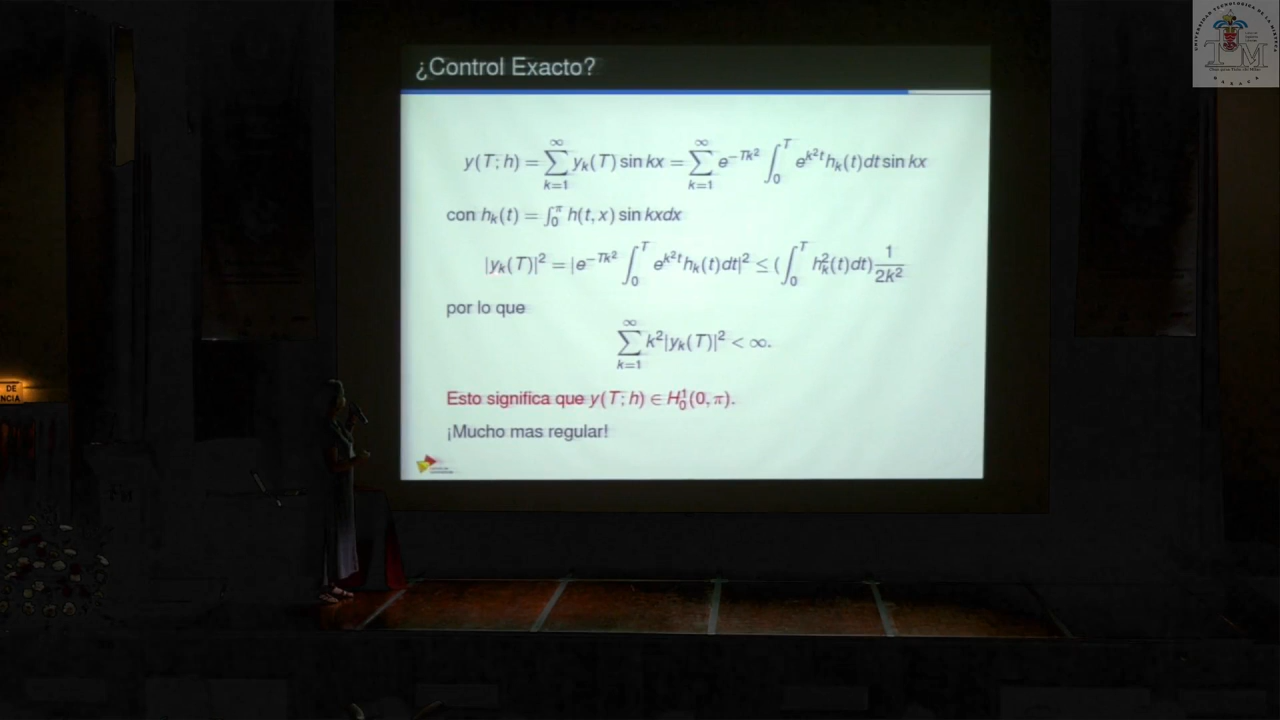 ¿Control Exacto?
y(T; h) = ∑_{k=1}^{∞} y_k(T) sin kx = ∑_{k=1}^{∞} e^{-Tk²} ∫_0^T e^{k²t} h_k(t)dt sin kx
con h_k(t) = ∫_0^π h(t, x) sin kxdx
|y_k(T)|² = |e^{-Tk²} ∫_0^T e^{k²t} h_k(t)dt|² ≤ (∫_0^T h_k²(t)dt) 1/2k²
por lo que
∑_{k=1}^{∞} k²|y_k(T)|² < ∞.
Esto significa que y(T; h) ∈ H_0^1(0, π).
¡Mucho mas regular!
DE
NCIA